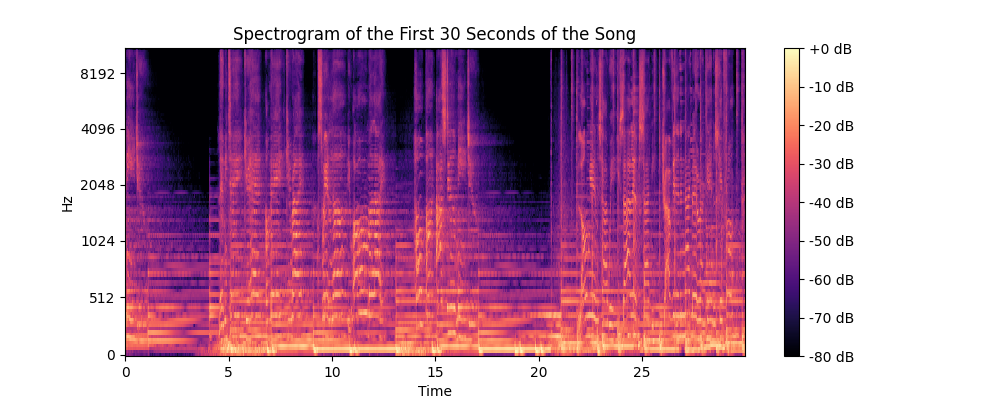 Spectrogram of the First 30 Seconds of the Song
Hz
8192
4096
2048
1024
512
0
0 5 10 15 20 25
Time
+0 dB
-10 dB
-20 dB
-30 dB
-40 dB
-50 dB
-60 dB
-70 dB
-80 dB